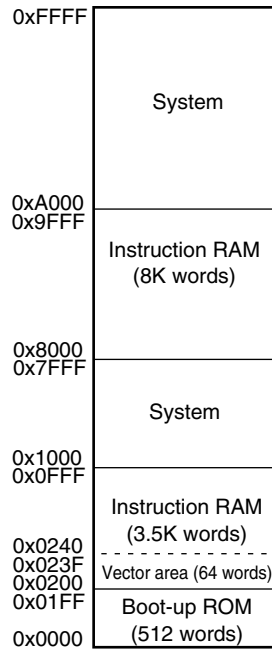 0xFFFF
System
0xA000
0x9FFF
Instruction RAM
(8K words)
0x8000
0x7FFF
System
0x1000
0x0FFF
Instruction RAM
(3.5K words)
0x0240
0x023F
Vector area (64 words)
0x0200
0x01FF
Boot-up ROM
(512 words)
0x0000